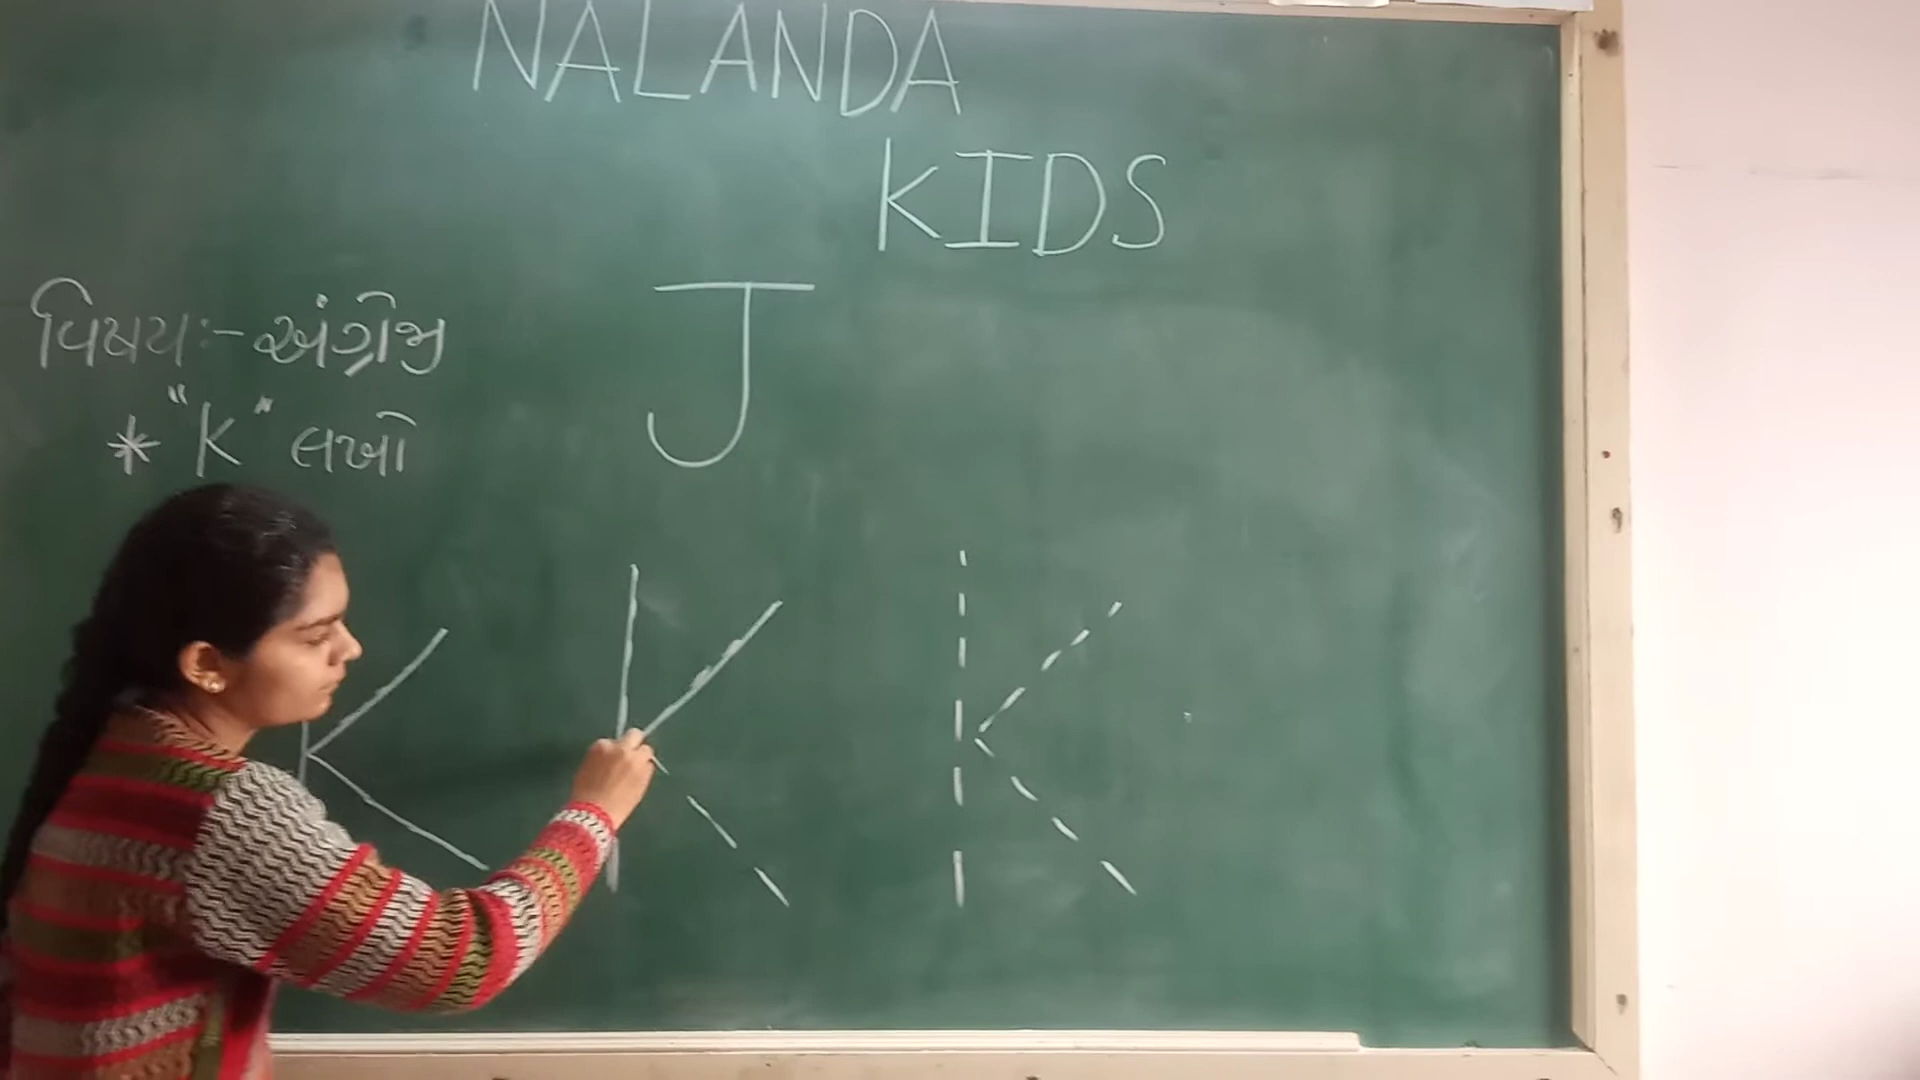 NALANDA
KIDS
વિષય:- અંગ્રેજી
* "K" લખો
J
K K K